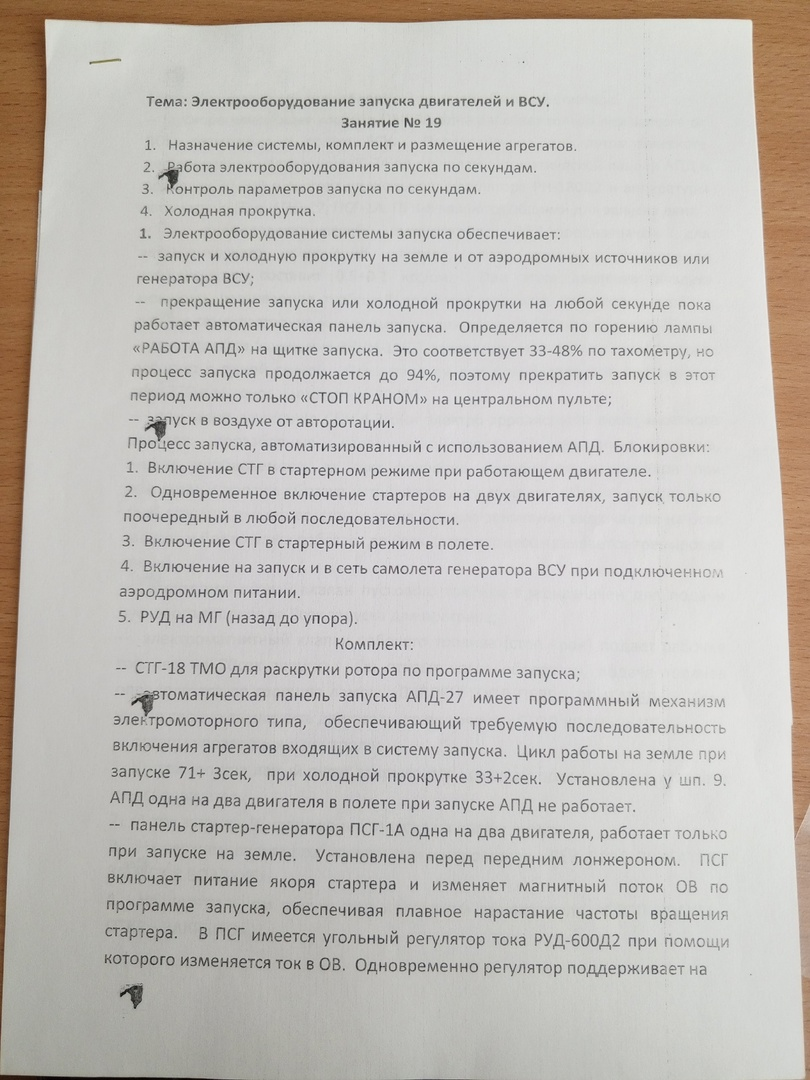 Тема: Электрооборудование запуска двигателей и ВСУ.
Занятие № 19
1. Назначение системы, комплект и размещение агрегатов.
2. Работа электрооборудования запуска по секундам.
3. Контроль параметров запуска по секундам.
4. Холодная прокрутка.
1. Электрооборудование системы запуска обеспечивает:
-- запуск и холодную прокрутку на земле и от аэродромных источников или
генератора ВСУ;
-- прекращение запуска или холодной прокрутки на любой секунде пока
работает автоматическая панель запуска. Определяется по горению лампы
«РАБОТА АПД» на щитке запуска. Это соответствует 33-48% по тахометру, но
процесс запуска продолжается до 94%, поэтому прекратить запуск в этот
период можно только «СТОП КРАНОМ» на центральном пульте;
-- запуск в воздухе от авторотации.
Процесс запуска, автоматизированный с использованием АПД. Блокировки:
1. Включение СТГ в стартерном режиме при работающем двигателе.
2. Одновременное включение стартеров на двух двигателях, запуск только
поочередный в любой последовательности.
3. Включение СТГ в стартерный режим в полете.
4. Включение на запуск и в сеть самолета генератора ВСУ при подключенном
аэродромном питании.
5. РУД на МГ (назад до упора).
Комплект:
-- СТГ-18 ТМО для раскрутки ротора по программе запуска;
-- автоматическая панель запуска АПД-27 имеет программный механизм
электромоторного типа, обеспечивающий требуемую последовательность
включения агрегатов входящих в систему запуска. Цикл работы на земле при
запуске 71+ 3сек, при холодной прокрутке 33+2сек. Установлена у шп. 9.
АПД одна на два двигателя в полете при запуске АПД не работает.
-- панель стартер-генератора ПСГ-1А одна на два двигателя, работает только
при запуске на земле. Установлена перед передним лонжероном. ПСГ
включает питание якоря стартера и изменяет магнитный поток ОВ по
программе запуска, обеспечивая плавное нарастание частоты вращения
стартера. В ПСГ имеется угольный регулятор тока РУД-600Д2 при помощи
которого изменяется ток в ОВ. Одновременно регулятор поддерживает на